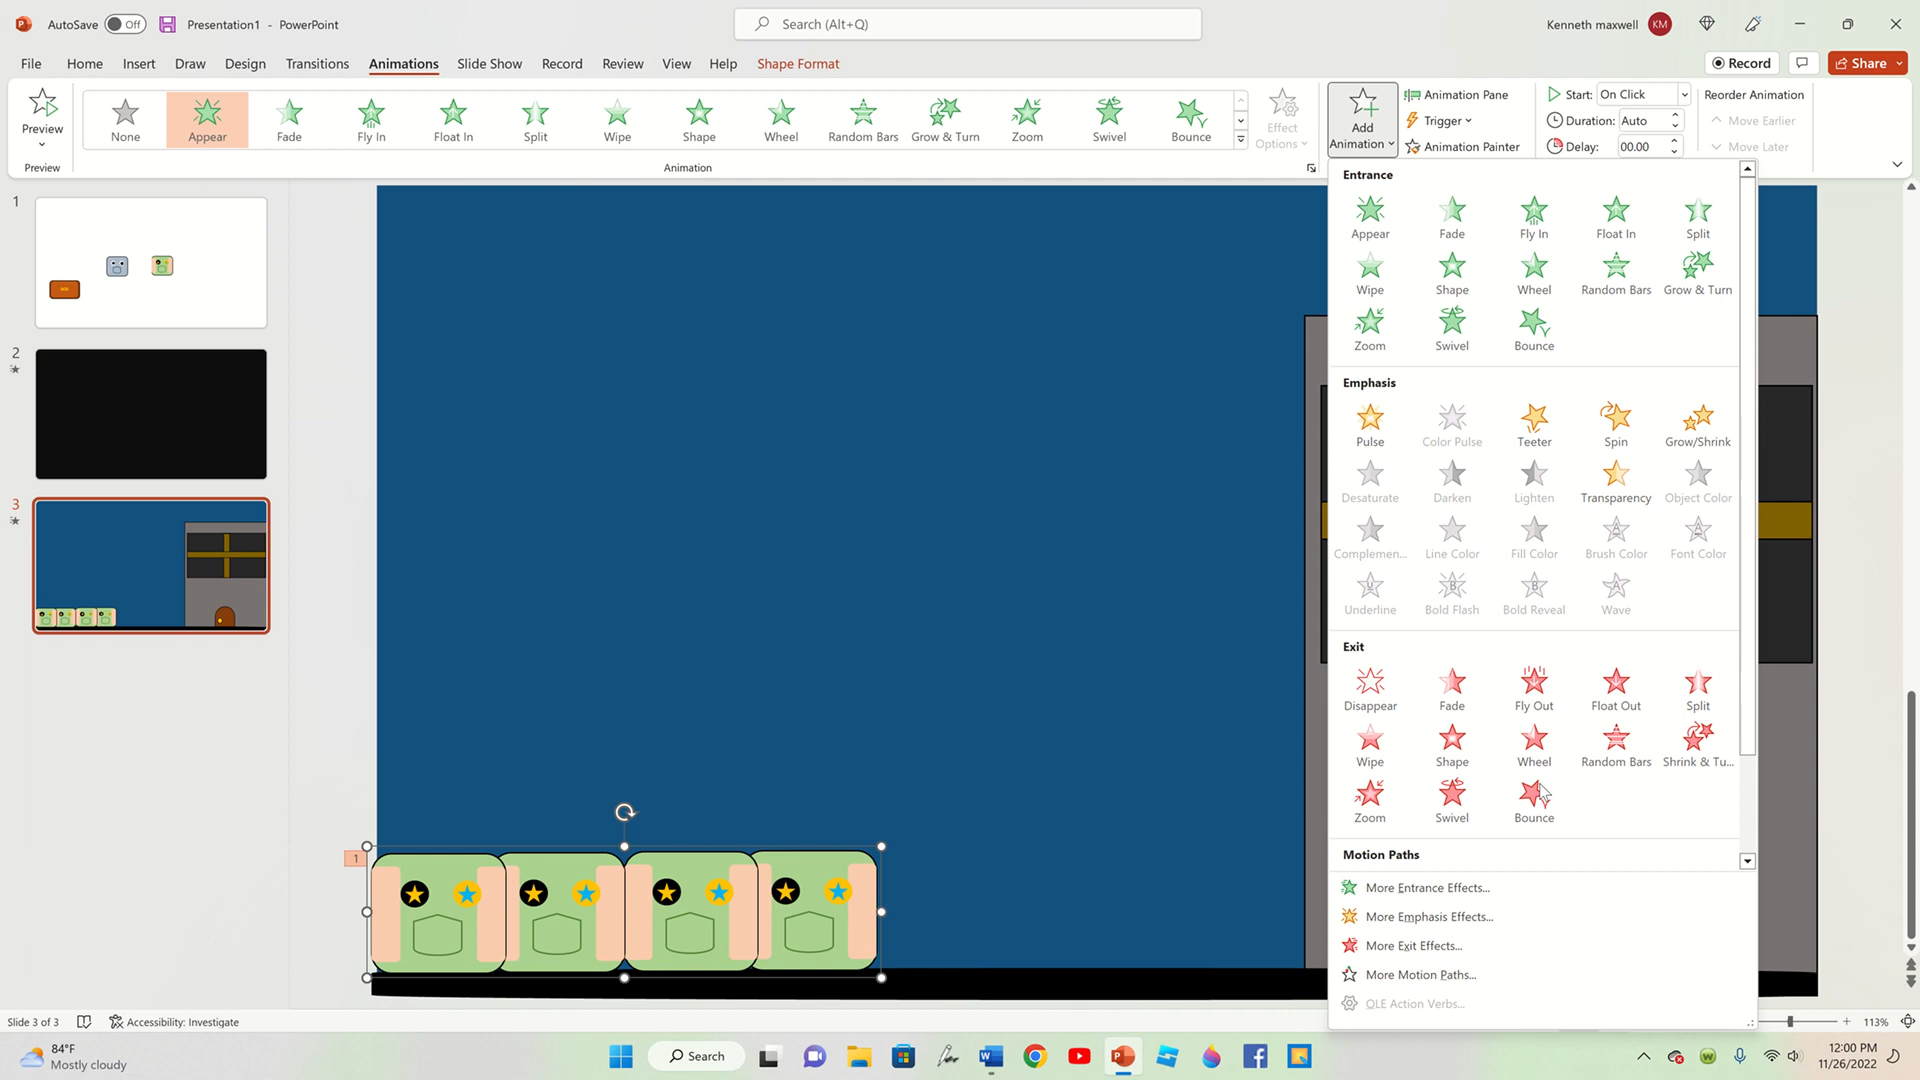 AutoSave Off Presentation1 - PowerPoint Search (Alt+Q) Kenneth maxwell KM
File Home Insert Draw Design Transitions Animations Slide Show Record Review View Help Shape Format Record Share
Preview
Preview
None Appear Fade Fly In Float In Split Wipe Shape Wheel Random Bars Grow & Turn Zoom Swivel Bounce
Animation
Effect
Options
Add
Animation
Animation Pane
Trigger
Animation Painter
Start: On Click
Duration: Auto
Delay: 00.00
Reorder Animation
Move Earlier
Move Later
1
2
3
Entrance
Appear Fade Fly In Float In Split
Wipe Shape Wheel Random Bars Grow & Turn
Zoom Swivel Bounce
Emphasis
Pulse Color Pulse Teeter Spin Grow/Shrink
Desaturate Darken Lighten Transparency Object Color
Complemen... Line Color Fill Color Brush Color Font Color
Underline Bold Flash Bold Reveal Wave
Exit
Disappear Fade Fly Out Float Out Split
Wipe Shape Wheel Random Bars Shrink & Tu...
Zoom Swivel Bounce
Motion Paths
More Entrance Effects...
More Emphasis Effects...
More Exit Effects...
More Motion Paths...
OLE Action Verbs...
1
Slide 3 of 3 Accessibility: Investigate 113%
84°F
Mostly cloudy
Search
12:00 PM
11/26/2022